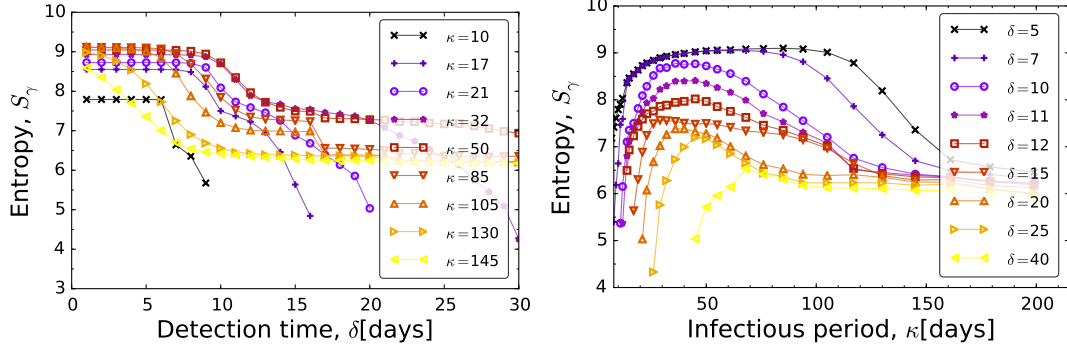 10
9
8
7
6
5
4
3
Entropy, Sγ
0
5
10
15
20
25
30
Detection time, δ[days]
κ=10
κ=17
κ=21
κ=32
κ=50
κ=85
κ=105
κ=130
κ=145
10
9
8
7
6
5
4
Entropy, Sγ
50
100
150
200
Infectious period, κ[days]
δ=5
δ=7
δ=10
δ=11
δ=12
δ=15
δ=20
δ=25
δ=40